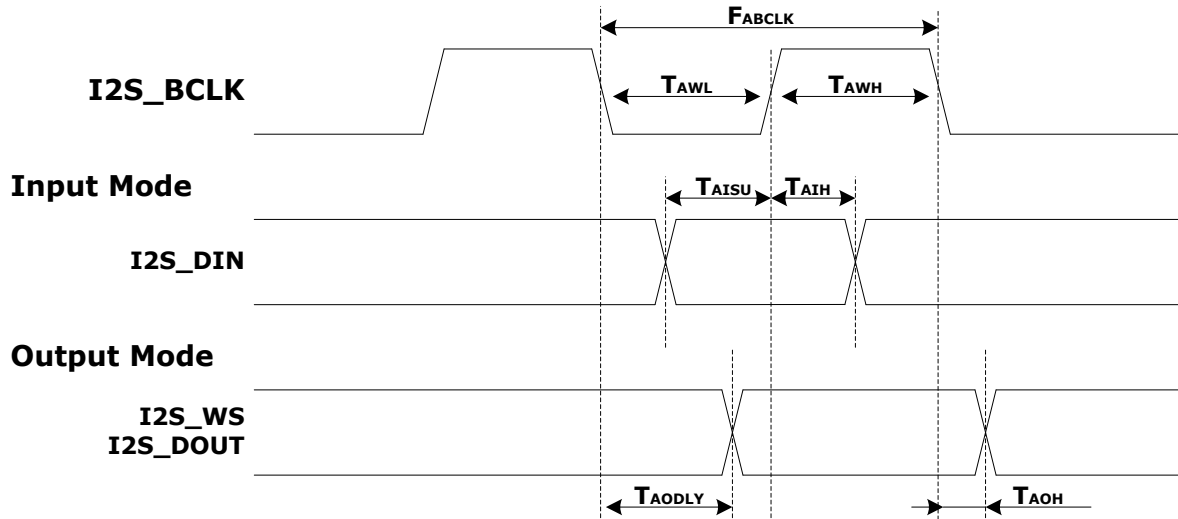 FABCLK
I2S_BCLK
TAWL
TAWH
Input Mode
TAISU
TAIH
I2S_DIN
Output Mode
I2S_WS
I2S_DOUT
TAODLY
TAOH